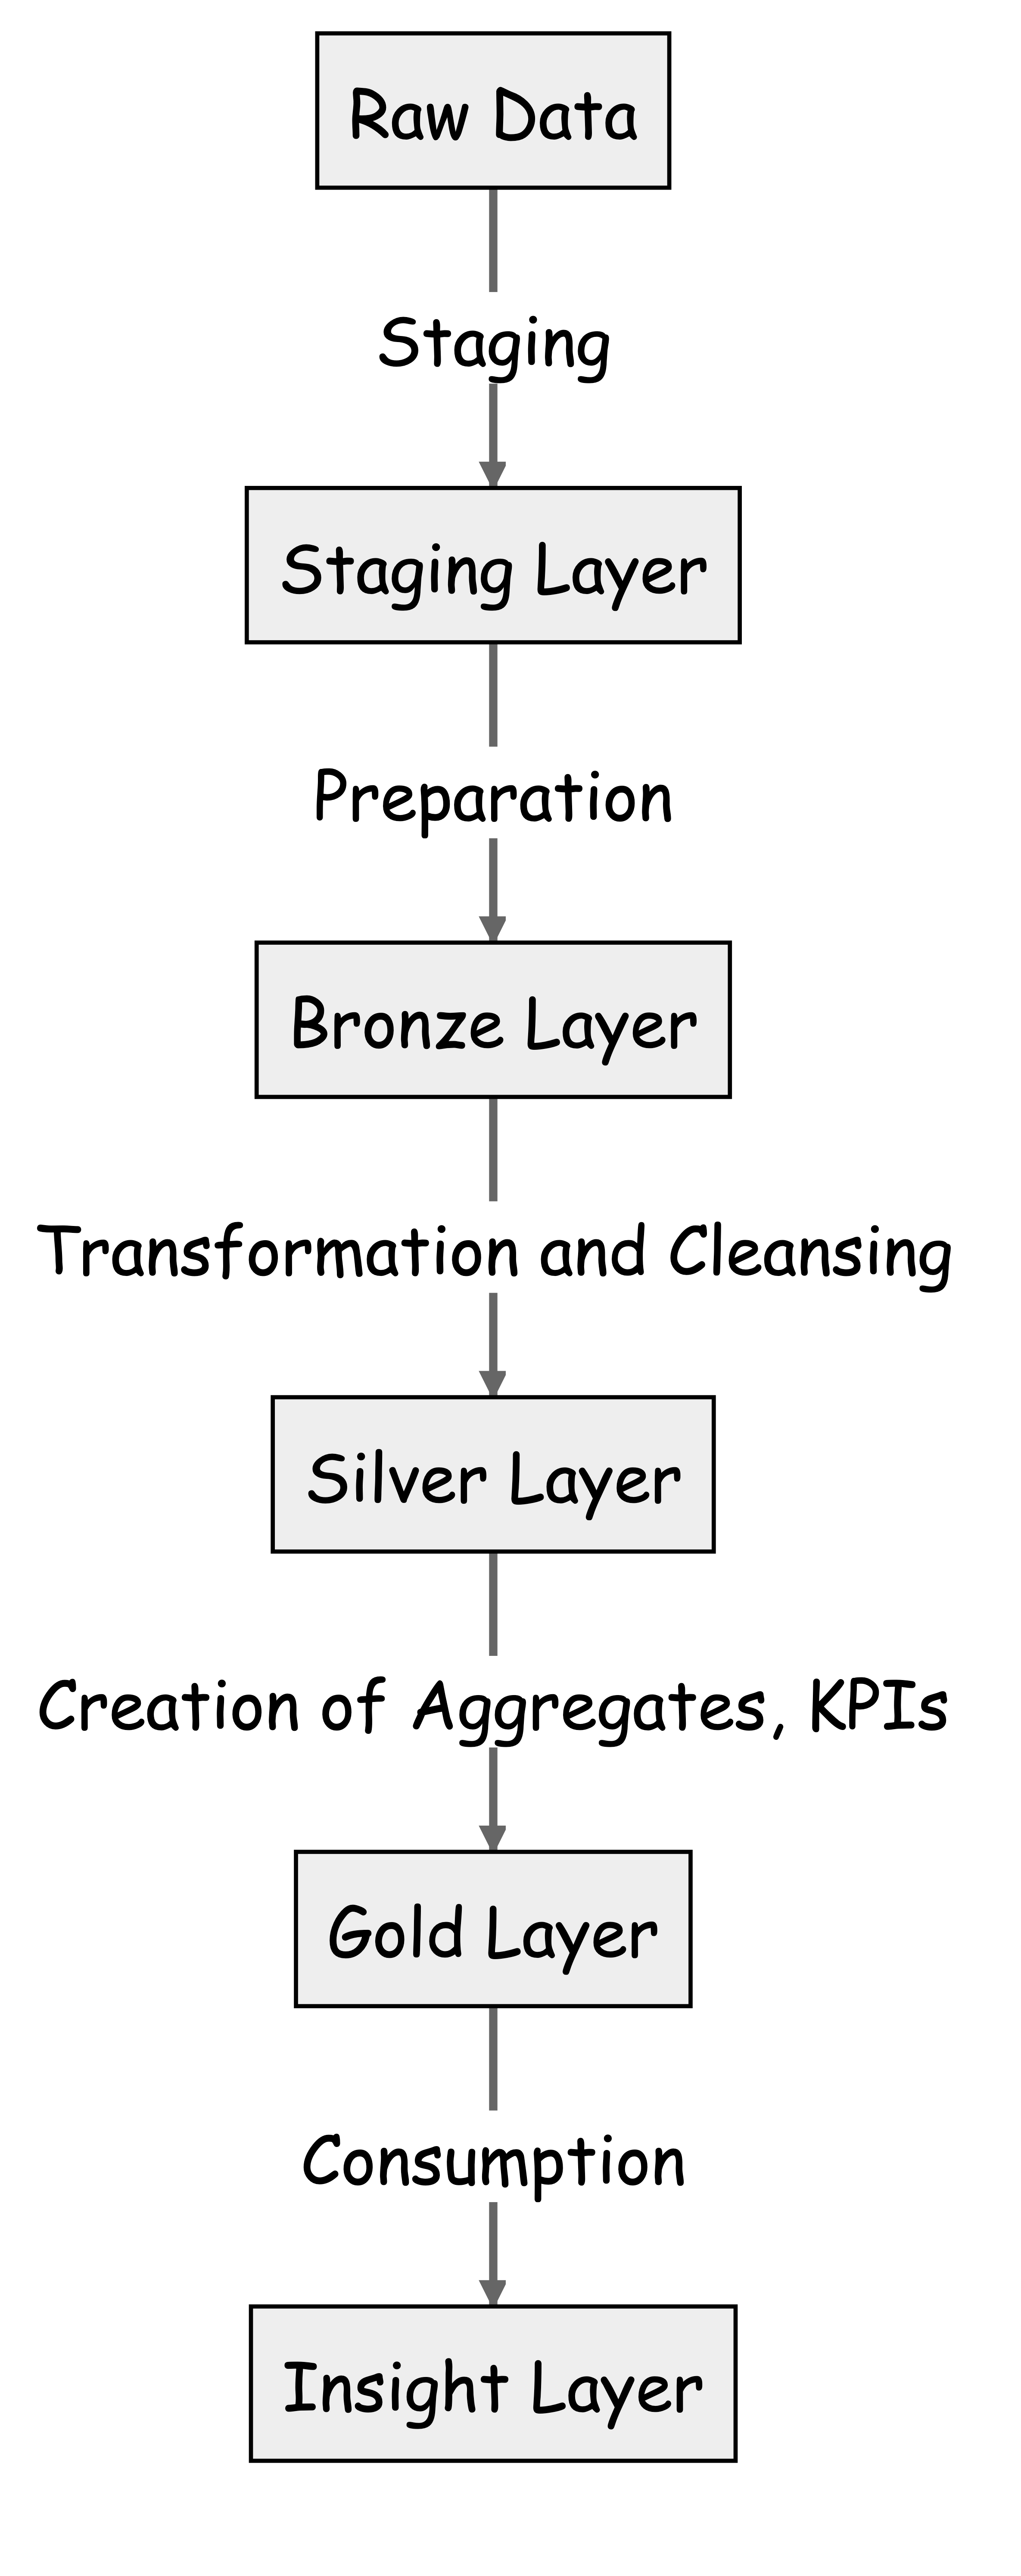 Raw Data
Staging
Staging Layer
Preparation
Bronze Layer
Transformation and Cleansing
Silver Layer
Creation of Aggregates, KPIs
Gold Layer
Consumption
Insight Layer